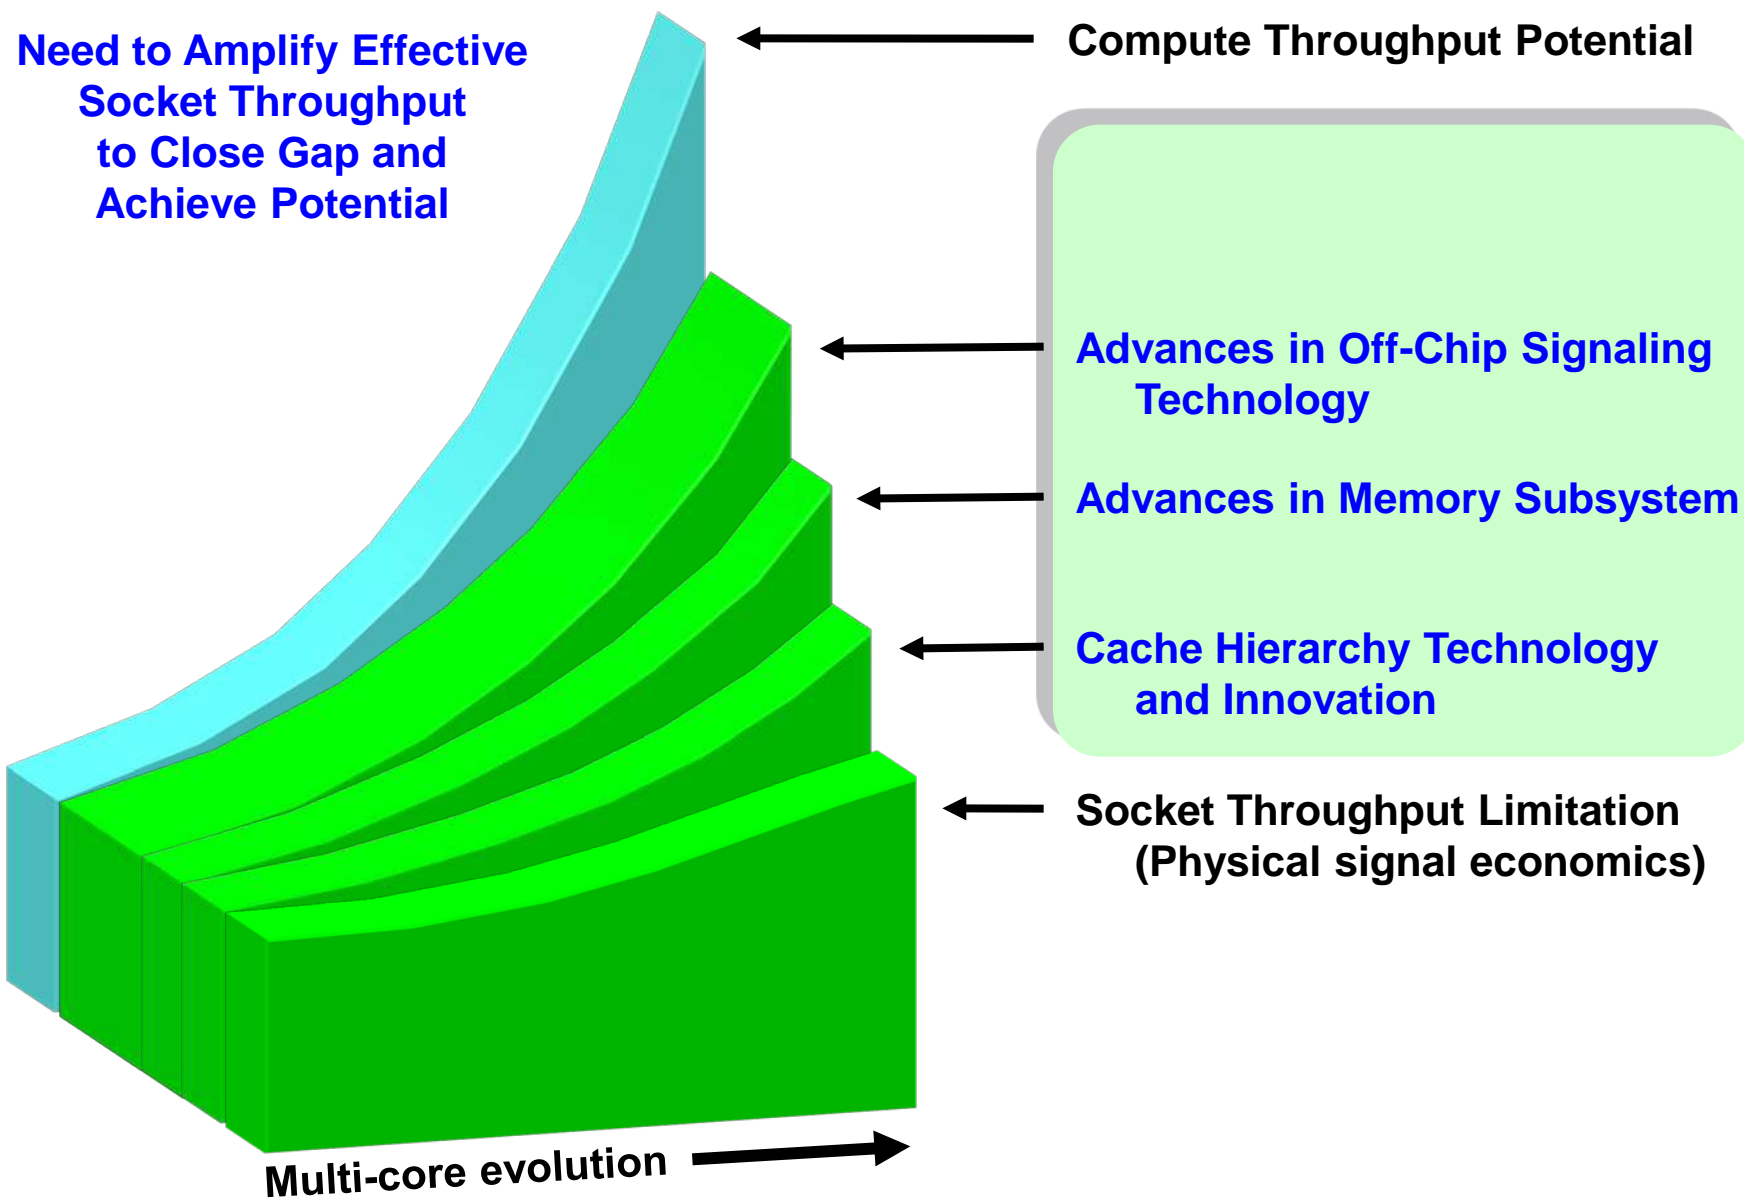 Need to Amplify Effective
Socket Throughput
to Close Gap and
Achieve Potential
Compute Throughput Potential
Advances in Off-Chip Signaling
Technology
Advances in Memory Subsystem
Cache Hierarchy Technology
and Innovation
Socket Throughput Limitation
(Physical signal economics)
Multi-core evolution